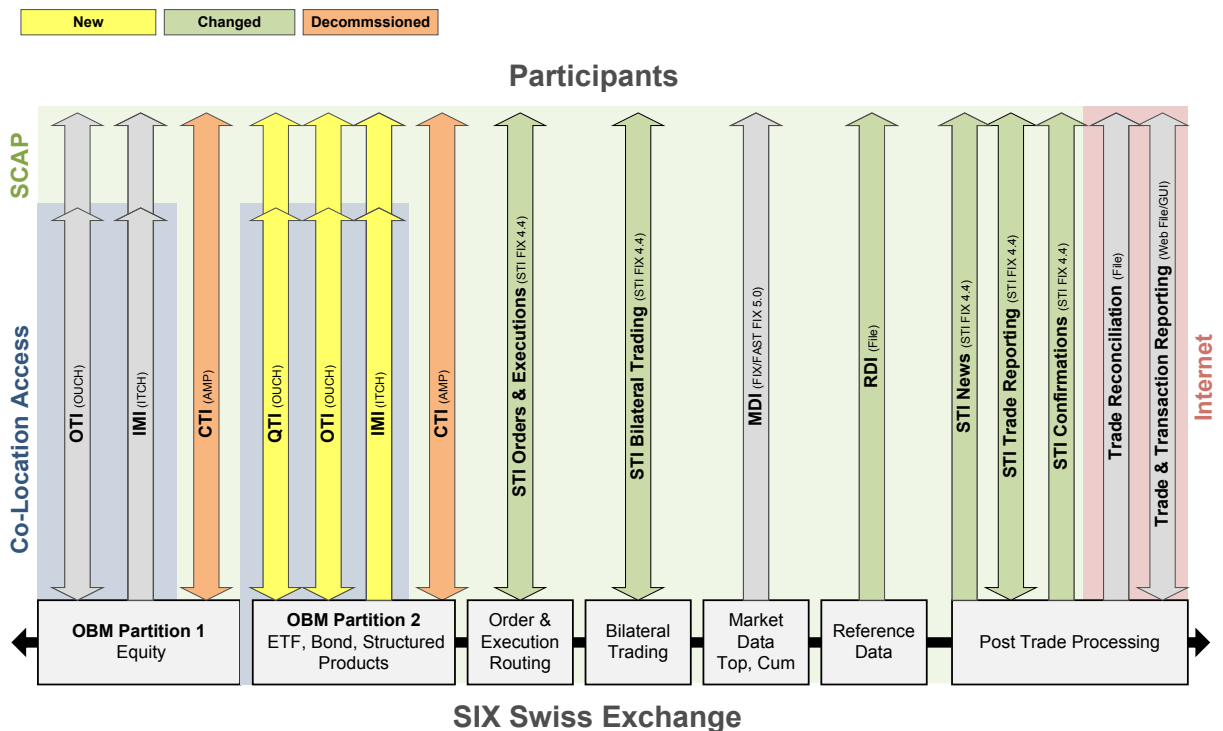 New
Changed
Decommssioned
Participants
SCAP
Co-Location Access
Internet
OTI (OUCH)
IMI (ITCH)
CTI (AMP)
QTI (OUCH)
OTI (OUCH)
IMI (ITCH)
CTI (AMP)
STI Orders & Executions (STI FIX 4.4)
STI Bilateral Trading (STI FIX 4.4)
MDI (FIX/FAST FIX 5.0)
RDI (File)
STI News (STI FIX 4.4)
STI Trade Reporting (STI FIX 4.4)
STI Confirmations (STI FIX 4.4)
Trade Reconciliation (File)
Trade & Transaction Reporting (Web File/GUI)
OBM Partition 1
Equity
OBM Partition 2
ETF, Bond, Structured
Products
Order &
Execution
Routing
Bilateral
Trading
Market
Data
Top, Cum
Reference
Data
Post Trade Processing
SIX Swiss Exchange